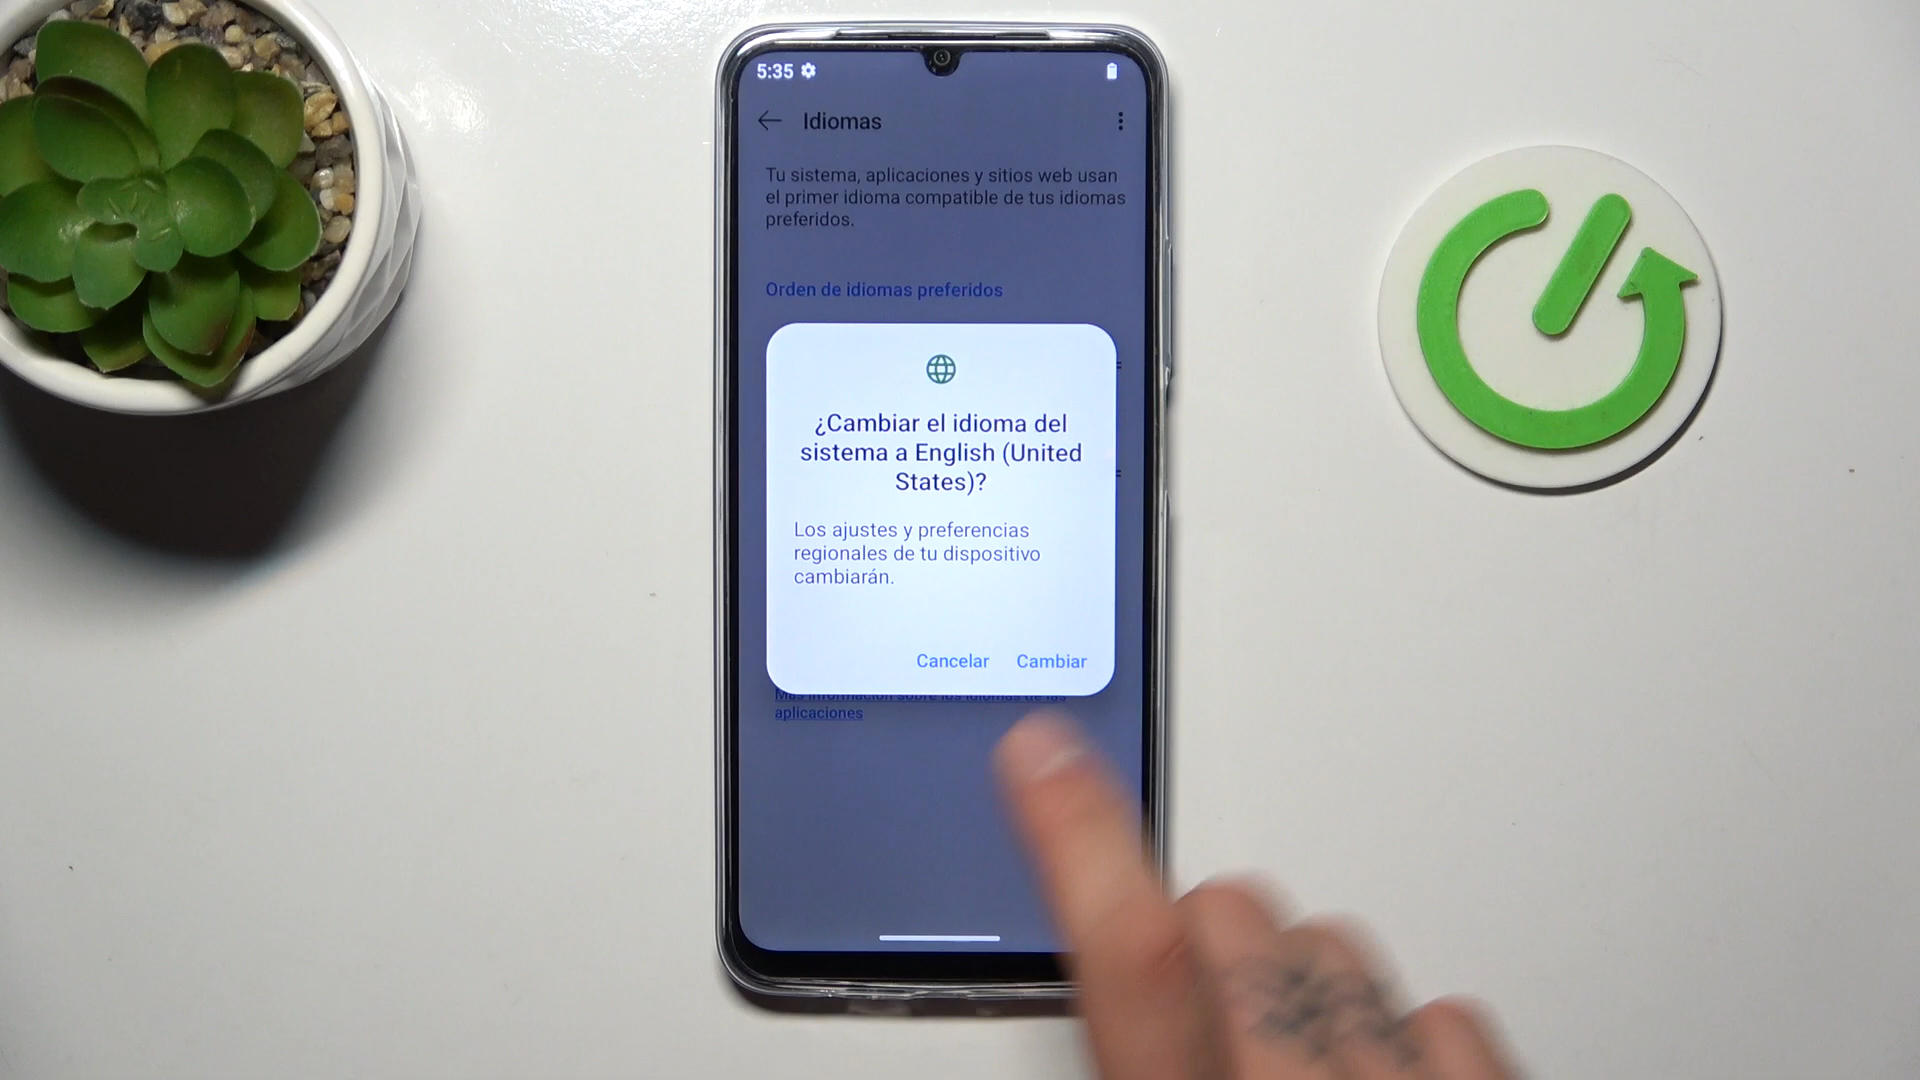 5:35
Idiomas
Tu sistema, aplicaciones y sitios web usan
el primer idioma compatible de tus idiomas
preferidos.
Orden de idiomas preferidos
¿Cambiar el idioma del
sistema a English (United
States)?
Los ajustes y preferencias
regionales de tu dispositivo
cambiarán.
Cancelar Cambiar
Más información sobre los idiomas de las
aplicaciones